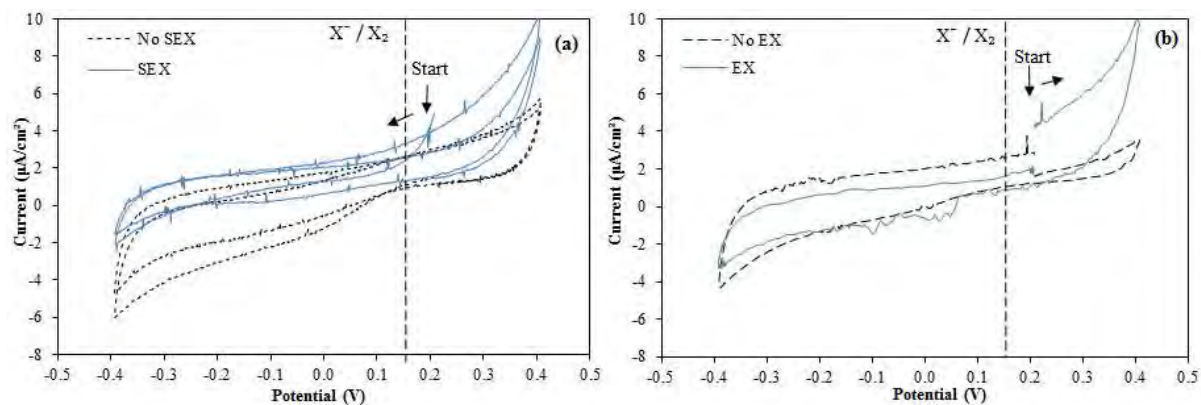 10
8
6
4
2
0
-2
-4
-6
-8
Current (µA/cm²)
No SEX
SEX
X⁻ / X₂
(a)
Start
-0.5 -0.4 -0.3 -0.2 -0.1 0.0 0.1 0.2 0.3 0.4 0.5
Potential (V)
10
8
6
4
2
0
-2
-4
-6
-8
Current (µA/cm²)
No EX
EX
X⁻ / X₂
(b)
Start
-0.5 -0.4 -0.3 -0.2 -0.1 0.0 0.1 0.2 0.3 0.4 0.5
Potential (V)